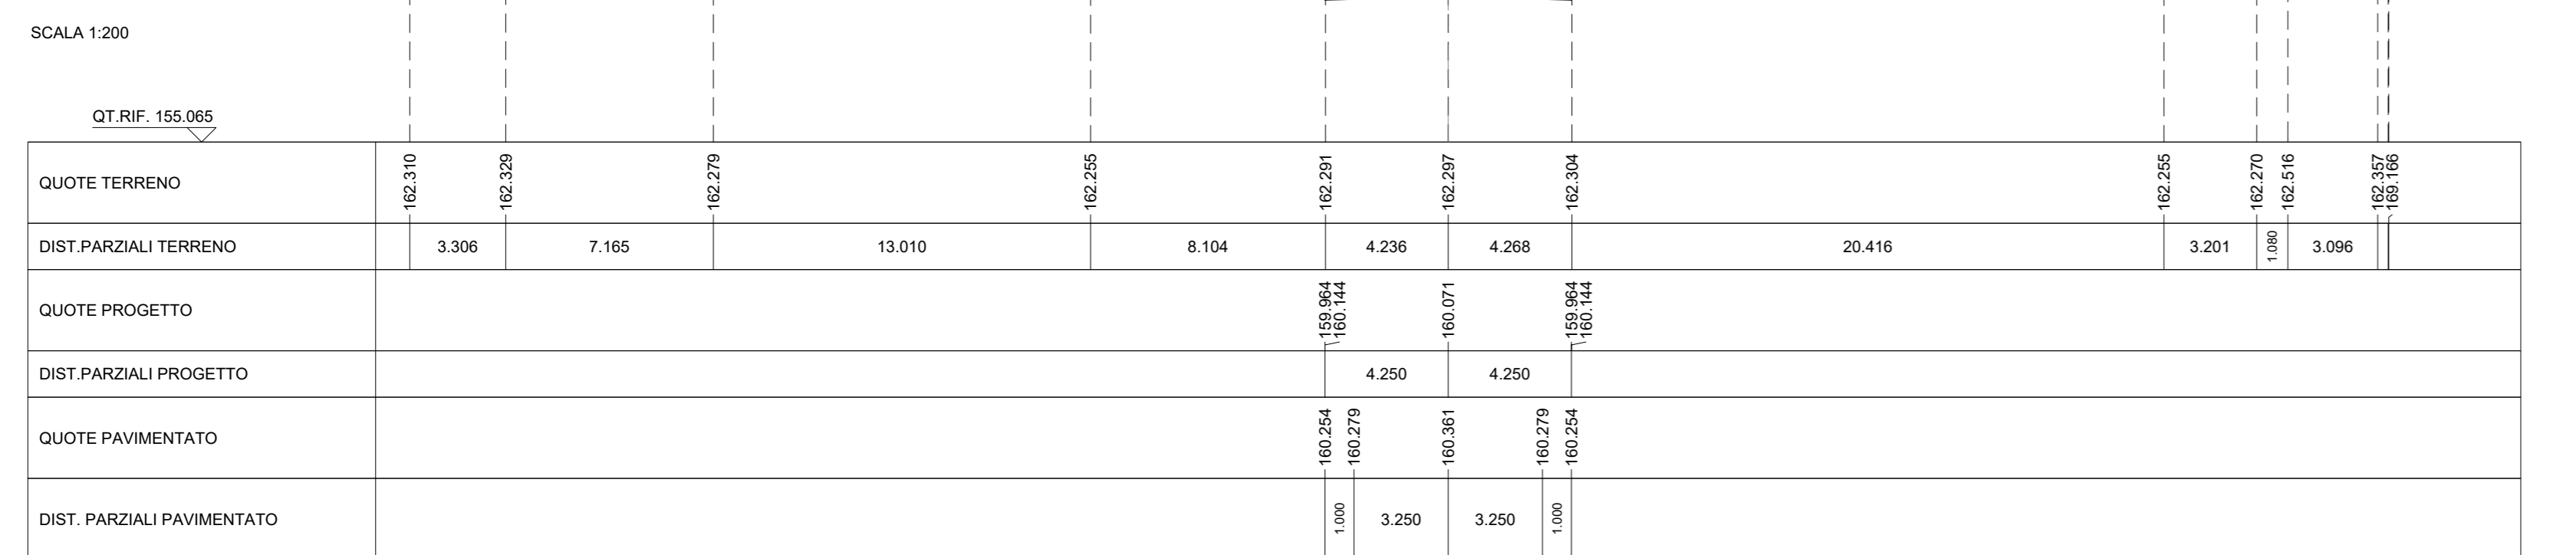 SCALA 1:200
QT.RIF. 155.065
QUOTE TERRENO 162.310 162.329 162.279 162.255 162.291 162.297 162.304 162.255 162.270 162.516 162.357 169.166
DIST.PARZIALI TERRENO 3.306 7.165 13.010 8.104 4.236 4.268 20.416 3.201 1.080 3.096
QUOTE PROGETTO 159.964 160.144 160.071 159.964 160.144
DIST.PARZIALI PROGETTO 4.250 4.250
QUOTE PAVIMENTATO 160.254 160.279 160.361 160.279 160.254
DIST. PARZIALI PAVIMENTATO 1.000 3.250 3.250 1.000